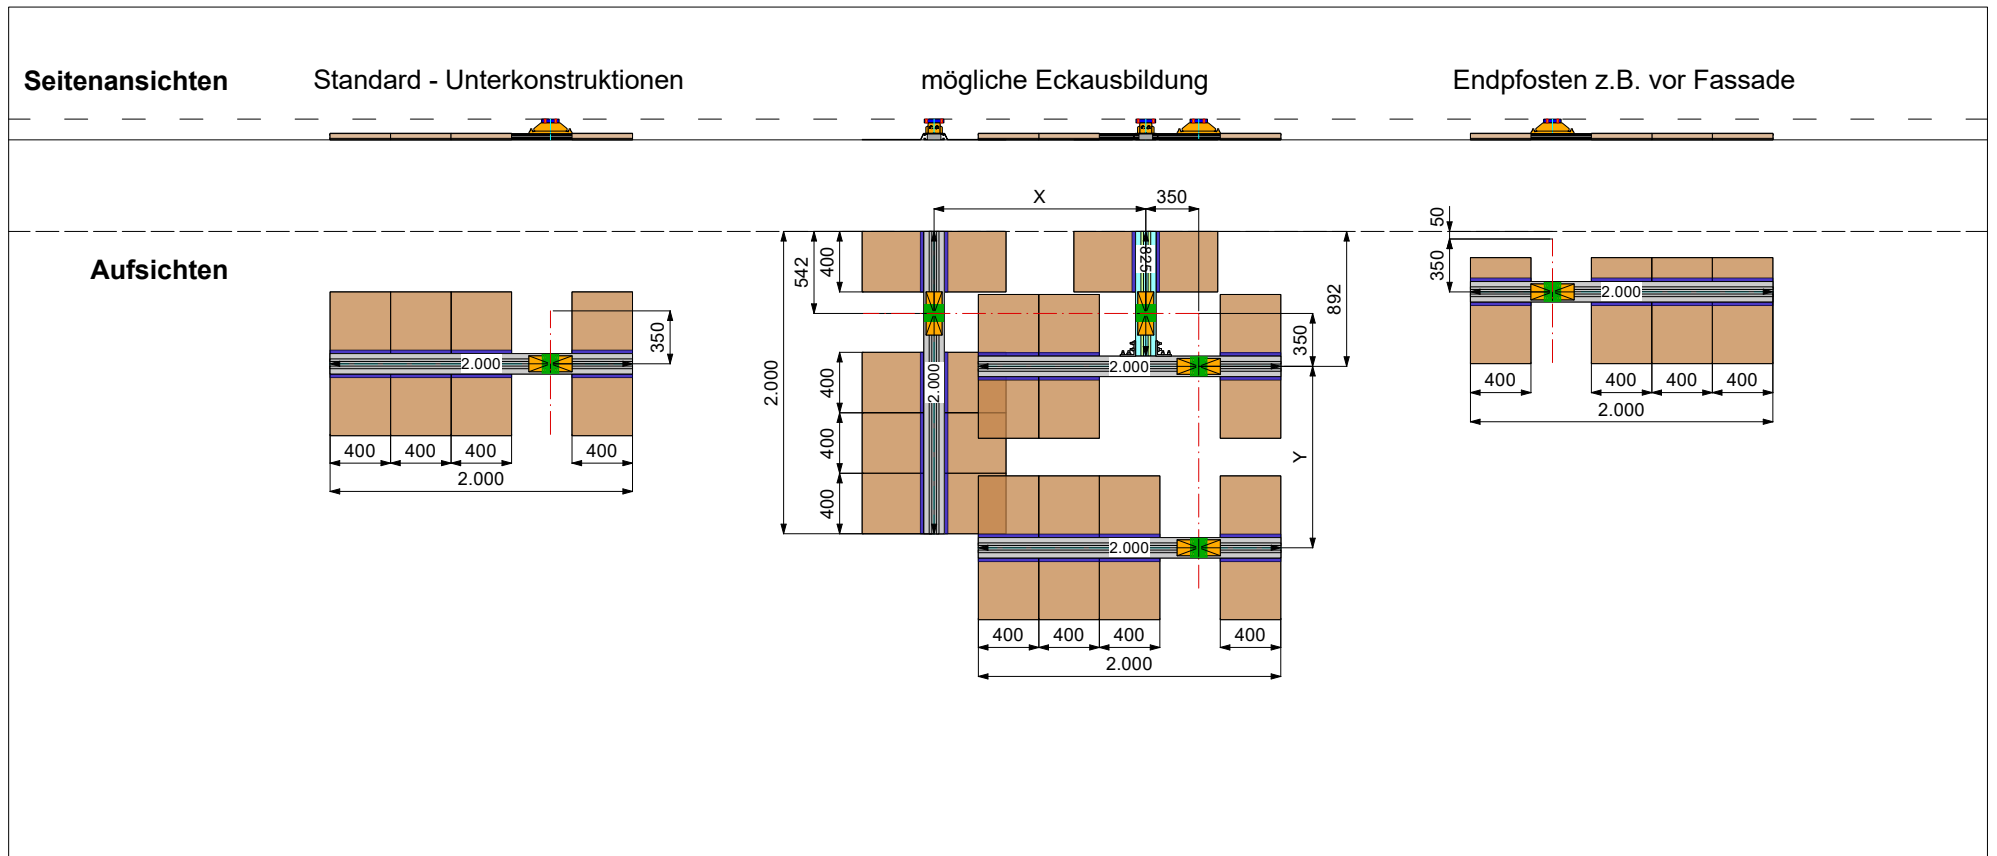 Seitenansichten
Standard - Unterkonstruktionen
mögliche Eckausbildung
Endpfosten z.B. vor Fassade
Aufsichten
2.000
350
400 400 400 400
2.000
X 350
542
400
2.000
400
400
400
2.000
825
892
350
2.000
Y
2.000
400 400 400 400
2.000
50
350
2.000
400 400 400 400
2.000